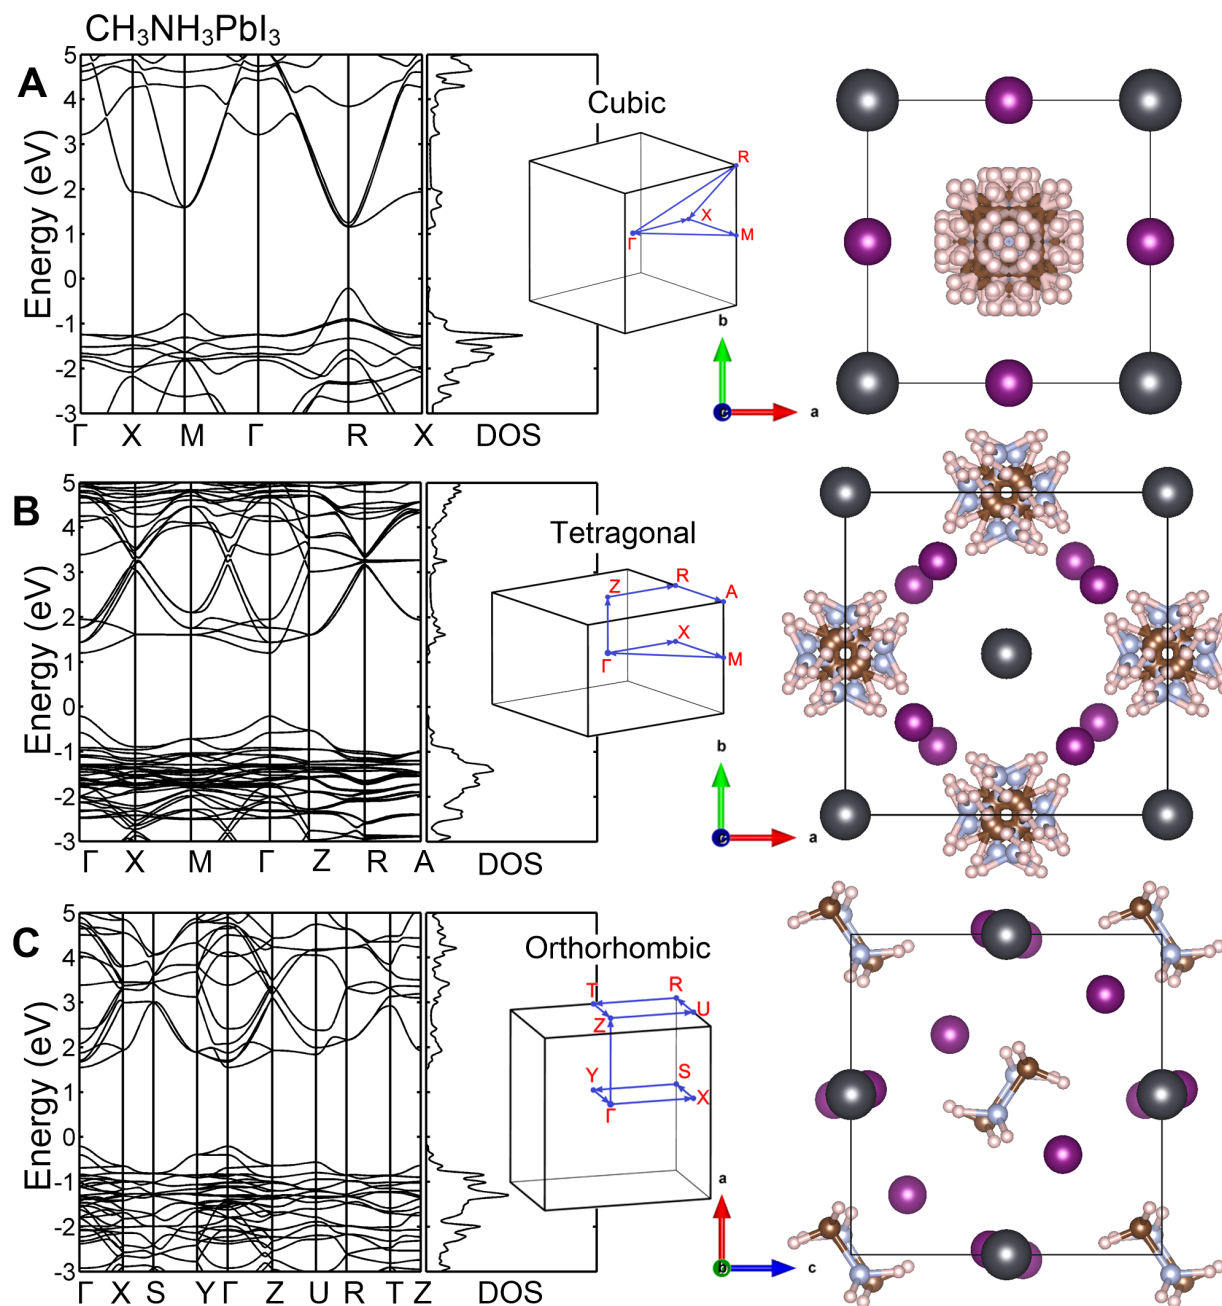 CH₃NH₃PbI₃
A
Energy (eV)
5
4
3
2
1
0
-1
-2
-3
Γ X M Γ R X DOS
Cubic
R
X
Γ
M
b
c
a
B
Energy (eV)
5
4
3
2
1
0
-1
-2
-3
Γ X M Γ Z R A DOS
Tetragonal
Z
R
A
X
Γ
M
b
c
a
C
Energy (eV)
5
4
3
2
1
0
-1
-2
-3
Γ X S Y Γ Z U R T Z DOS
Orthorhombic
T
R
Z
U
Y
S
Γ
X
a
b
c